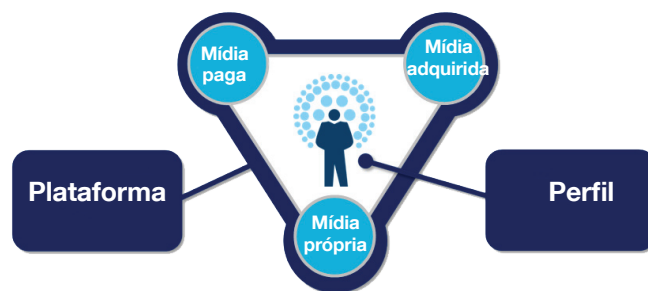 Mídia
paga
Mídia
adquirida
Plataforma
Perfil
Mídia
própria